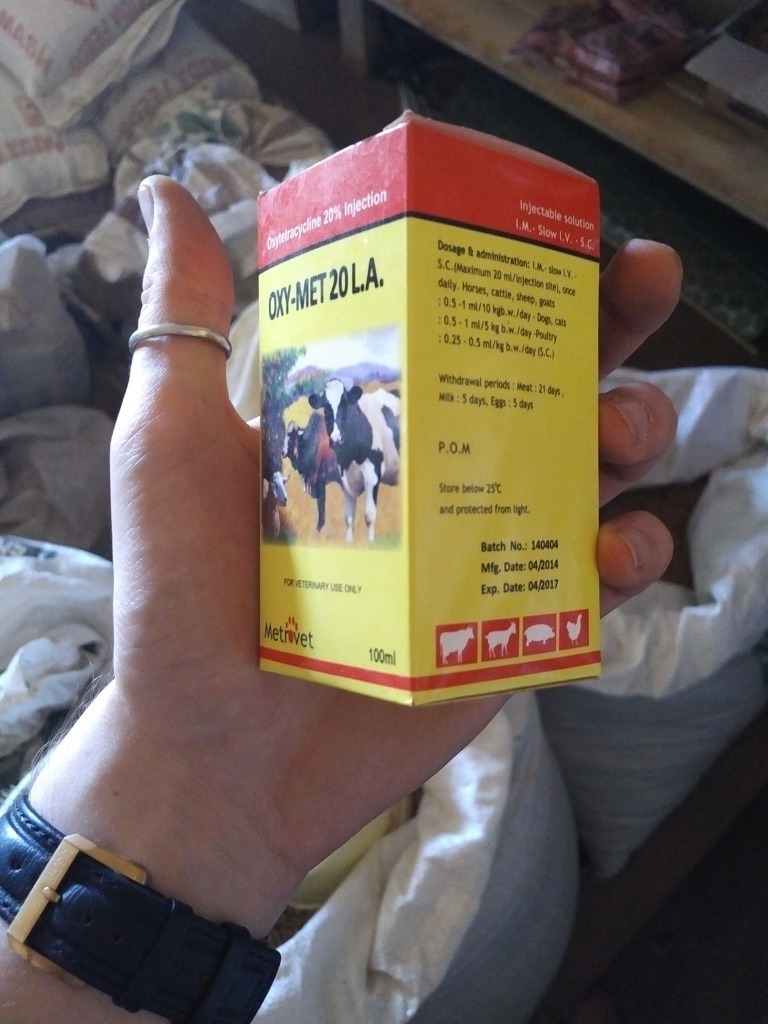 Oxytetracycline 20% Injection
OXY-MET 20 L.A.
FOR VETERINARY USE ONLY
Metrovet
100ml
Injectable solution
I.M.- Slow I.V. - S.C.
Dosage & administration: I.M.- slow I.V. -
S.C.(Maximum 20 ml/injection site), once
daily. Horses, cattle, sheep, goats
: 0.5 -1 ml/10 kgb.w./day - Dogs, cats
: 0.5 - 1 ml/5 kg b.w./day -Poultry
: 0.25 - 0.5 ml/kg b.w./day (S.C.)
Withdrawal periods : Meat : 21 days ,
Milk : 5 days, Eggs : 5 days
P.O.M
Store below 25°C
and protected from light.
Batch No.: 140404
Mfg. Date: 04/2014
Exp. Date: 04/2017